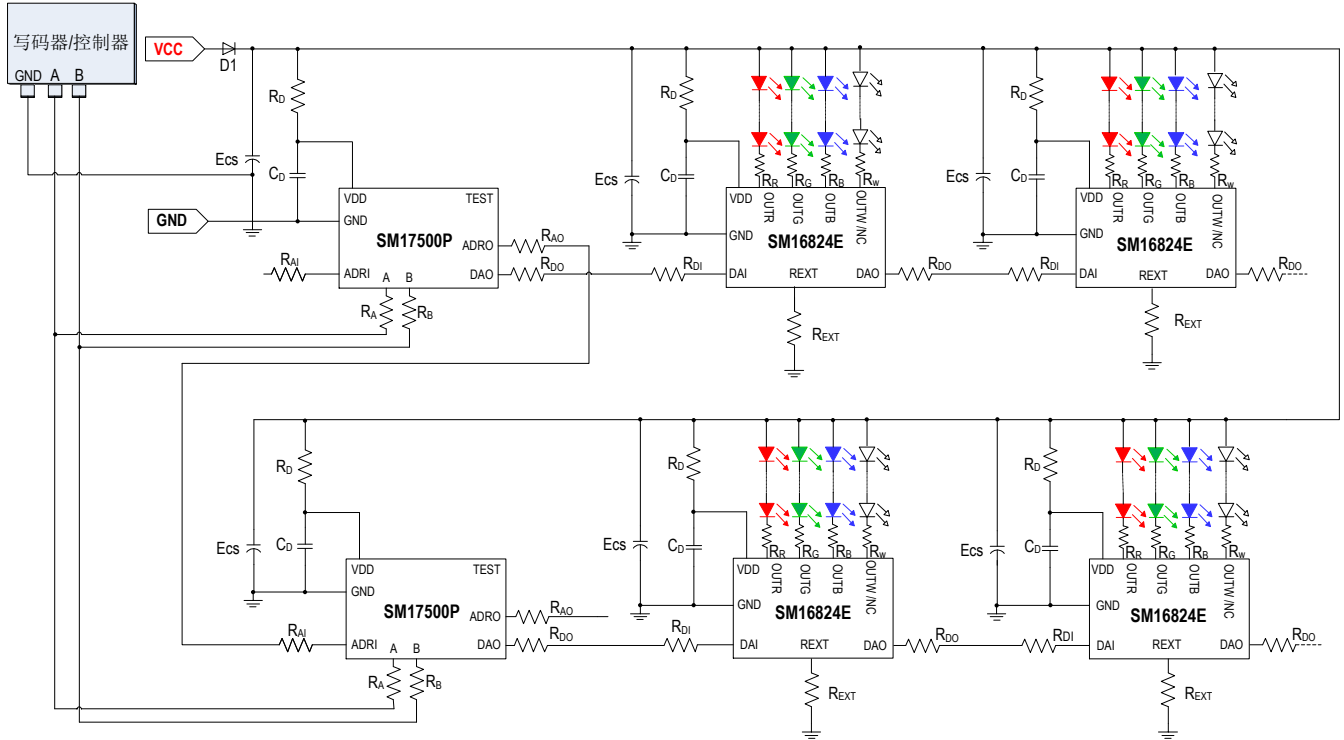 写码器/控制器
GND A B
VCC
D1
RD
Ecs
CD
GND
VDD
TEST
GND
SM17500P
ADRO
RAO
RAI
ADRI
DAO
RDO
A B
RA
RB
RD
Ecs
CD
RR
RG
RB
RW
VDD
OUTR
OUTG
OUTB
OUTW /NC
GND
SM16824E
RDI
DAI
REXT
DAO
RDO
REXT
RD
Ecs
CD
RR
RG
RB
RW
VDD
OUTR
OUTG
OUTB
OUTW /NC
GND
SM16824E
RDI
DAI
REXT
DAO
RDO
REXT
RD
Ecs
CD
VDD
TEST
GND
SM17500P
ADRO
RAO
RAI
ADRI
DAO
RDO
A B
RA
RB
RD
Ecs
CD
RR
RG
RB
RW
VDD
OUTR
OUTG
OUTB
OUTW /NC
GND
SM16824E
RDI
DAI
REXT
DAO
RDO
REXT
RD
Ecs
CD
RR
RG
RB
RW
VDD
OUTR
OUTG
OUTB
OUTW /NC
GND
SM16824E
RDI
DAI
REXT
DAO
RDO
REXT